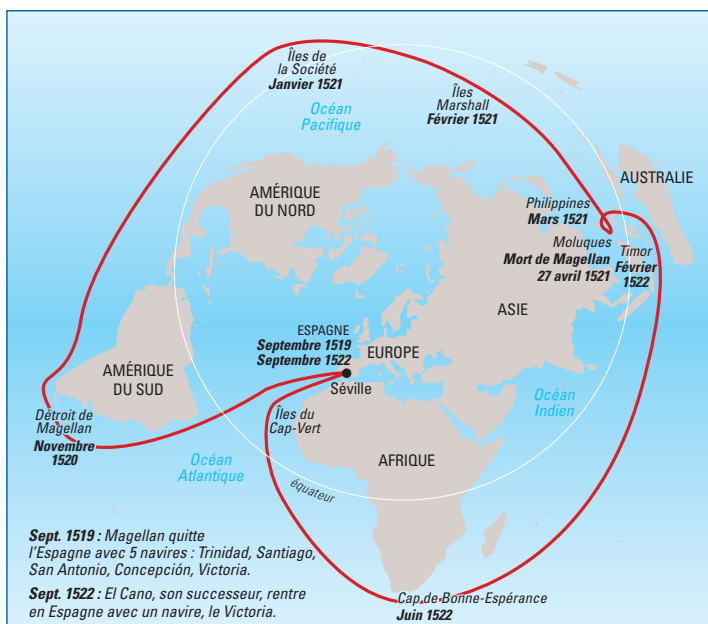 Îles de
la Société
Janvier 1521
Océan
Pacifique
Îles
Marshall
Février 1521
AMÉRIQUE
DU NORD
AUSTRALIE
Philippines
Mars 1521
Moluques
Mort de Magellan
27 avril 1521
Timor
Février
1522
ASIE
ESPAGNE
Septembre 1519
Septembre 1522
EUROPE
Séville
AMÉRIQUE
DU SUD
Détroit de
Magellan
Novembre
1520
Îles du
Cap-Vert
Océan
Indien
Océan
Atlantique
AFRIQUE
équateur
Sept. 1519 : Magellan quitte
l'Espagne avec 5 navires : Trinidad, Santiago,
San Antonio, Concepción, Victoria.
Sept. 1522 : El Cano, son successeur, rentre
en Espagne avec un navire, le Victoria.
Cap de Bonne-Espérance
Juin 1522